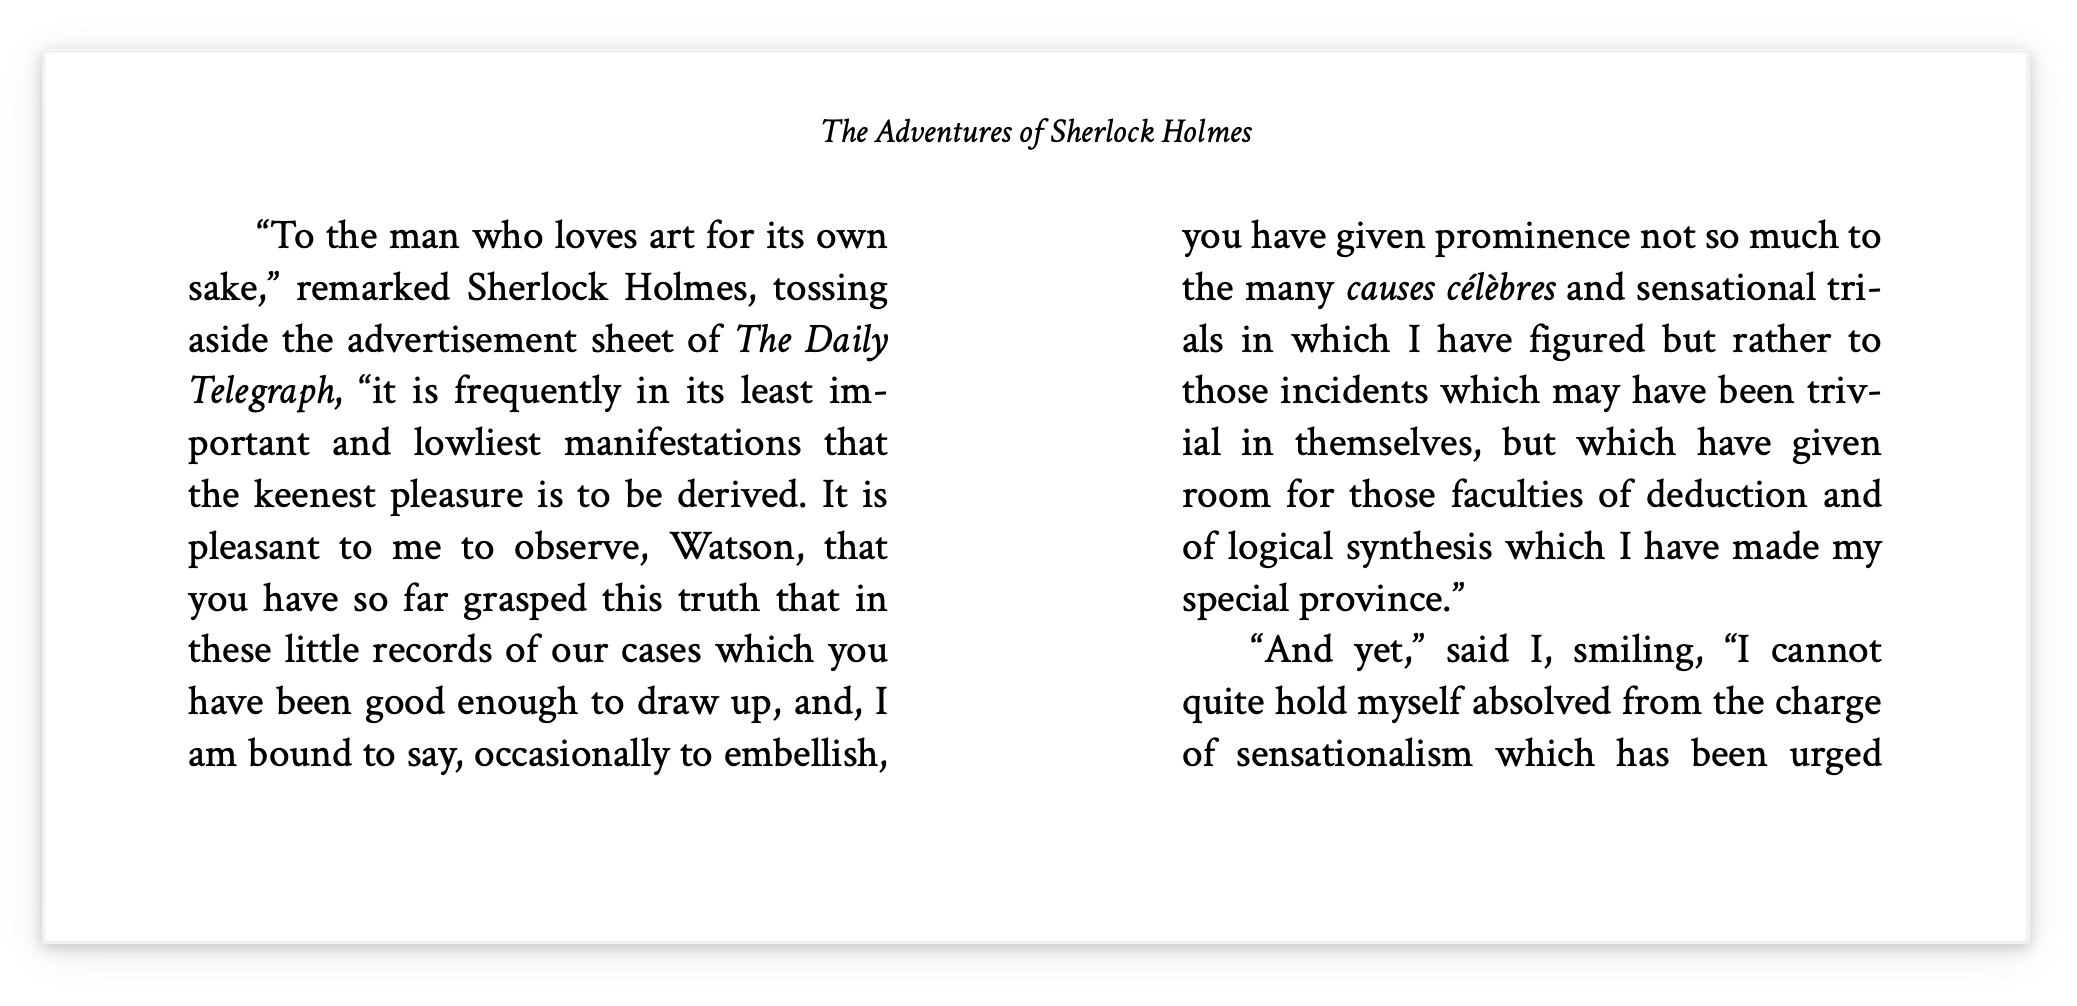 The Adventures of Sherlock Holmes
“To the man who loves art for its own
sake,” remarked Sherlock Holmes, tossing
aside the advertisement sheet of The Daily
Telegraph, “it is frequently in its least im-
portant and lowliest manifestations that
the keenest pleasure is to be derived. It is
pleasant to me to observe, Watson, that
you have so far grasped this truth that in
these little records of our cases which you
have been good enough to draw up, and, I
am bound to say, occasionally to embellish,
you have given prominence not so much to
the many causes célèbres and sensational tri-
als in which I have figured but rather to
those incidents which may have been triv-
ial in themselves, but which have given
room for those faculties of deduction and
of logical synthesis which I have made my
special province.”
“And yet,” said I, smiling, “I cannot
quite hold myself absolved from the charge
of sensationalism which has been urged